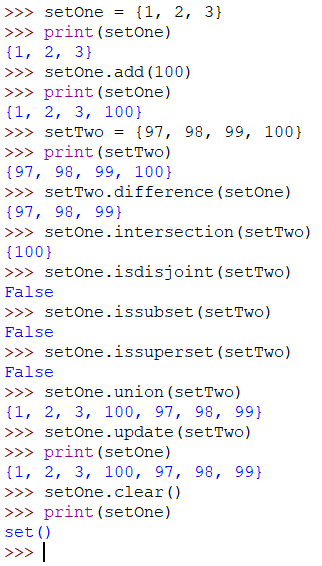 >>> setOne = {1, 2, 3}
>>> print(setOne)
{1, 2, 3}
>>> setOne.add(100)
>>> print(setOne)
{1, 2, 3, 100}
>>> setTwo = {97, 98, 99, 100}
>>> print(setTwo)
{97, 98, 99, 100}
>>> setTwo.difference(setOne)
{97, 98, 99}
>>> setOne.intersection(setTwo)
{100}
>>> setOne.isdisjoint(setTwo)
False
>>> setOne.issubset(setTwo)
False
>>> setOne.issuperset(setTwo)
False
>>> setOne.union(setTwo)
{1, 2, 3, 100, 97, 98, 99}
>>> setOne.update(setTwo)
>>> print(setOne)
{1, 2, 3, 100, 97, 98, 99}
>>> setOne.clear()
>>> print(setOne)
set()
>>>